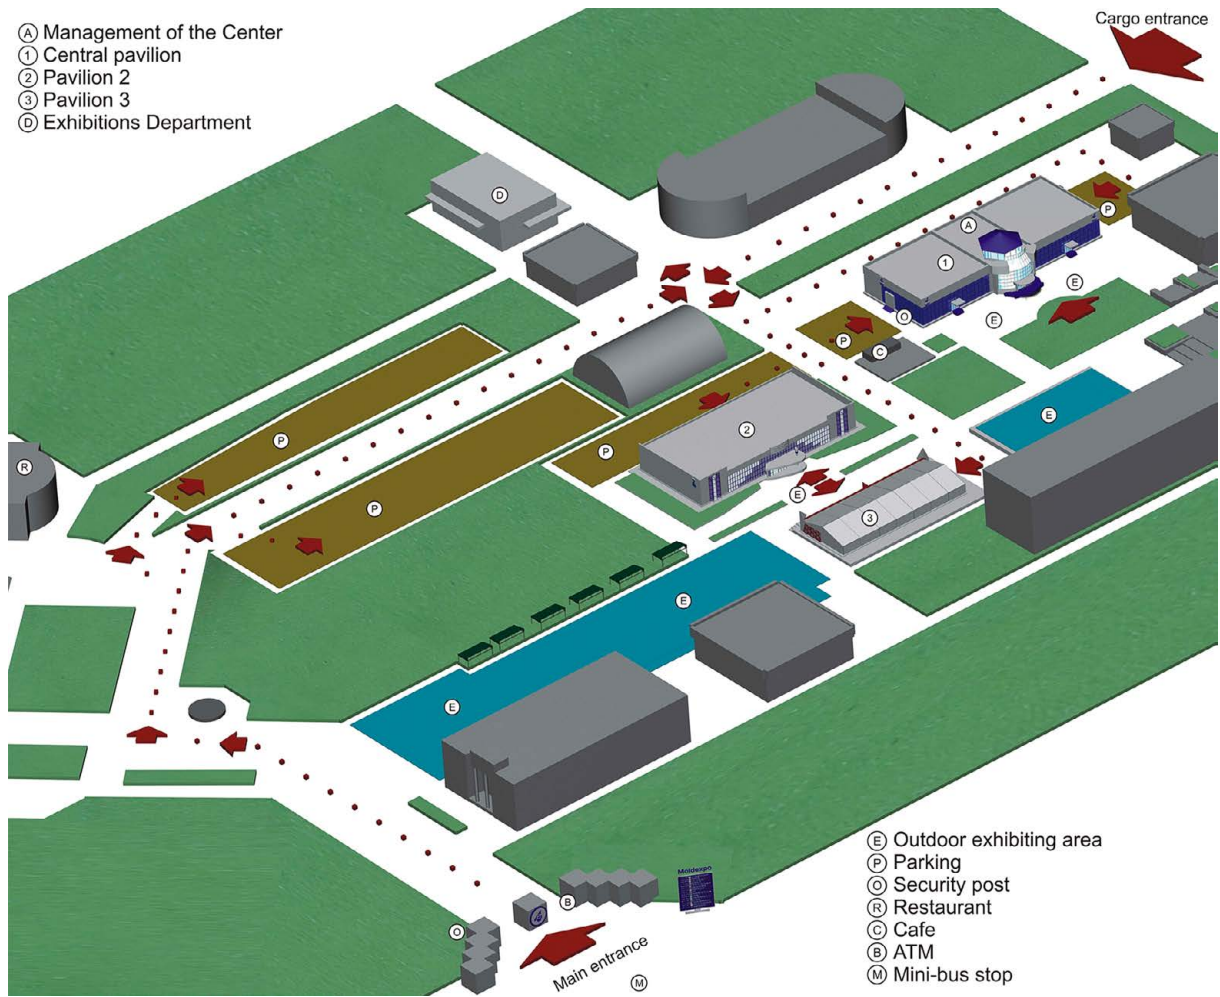 A Management of the Center
1 Central pavilion
2 Pavilion 2
3 Pavilion 3
D Exhibitions Department
Cargo entrance
D
A
P
1
E
O
E
P
C
E
P
R
2
P
P
E
3
E
E
Moldexpo
B
O
Main entrance
M
E Outdoor exhibiting area
P Parking
O Security post
R Restaurant
C Cafe
B ATM
M Mini-bus stop